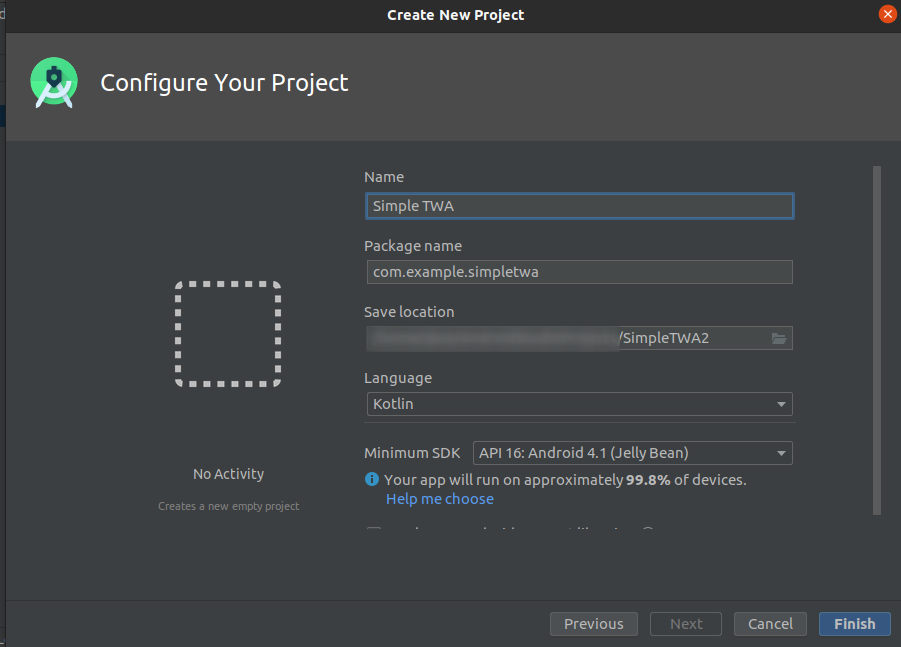 Create New Project
Configure Your Project
Name
Simple TWA
Package name
com.example.simpletwa
Save location
/SimpleTWA2
Language
Kotlin
Minimum SDK
API 16: Android 4.1 (Jelly Bean)
Your app will run on approximately 99.8% of devices.
Help me choose
No Activity
Creates a new empty project
Previous
Next
Cancel
Finish